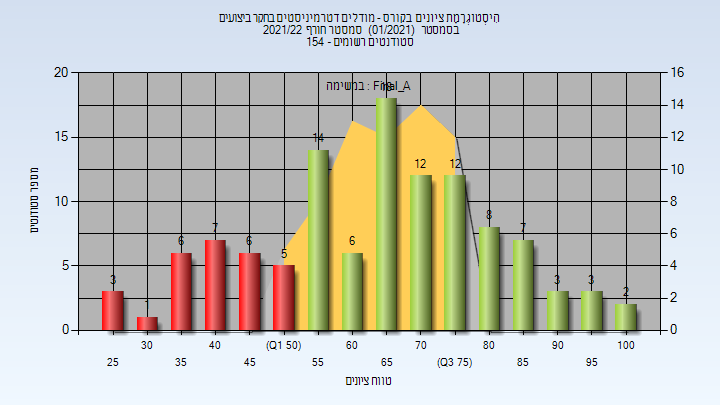 היסטוגרמת ציונים בקורס - מודלים דטרמיניסטים בחקר ביצועים
בסמסטר (01/2021) סמסטר חורף 2021/22
סטודנטים רשומים - 154
במשימה : Final_A
20 16
15 14
10 12
5 10
0 8
6
4
2
0
מספר סטודנטים
3 1 6 7 6 5 14 6 18 12 12 8 7 3 3 2
30 40 (Q1 50) 60 70 80 90 100
25 35 45 55 65 (Q3 75) 85 95
טווח ציונים